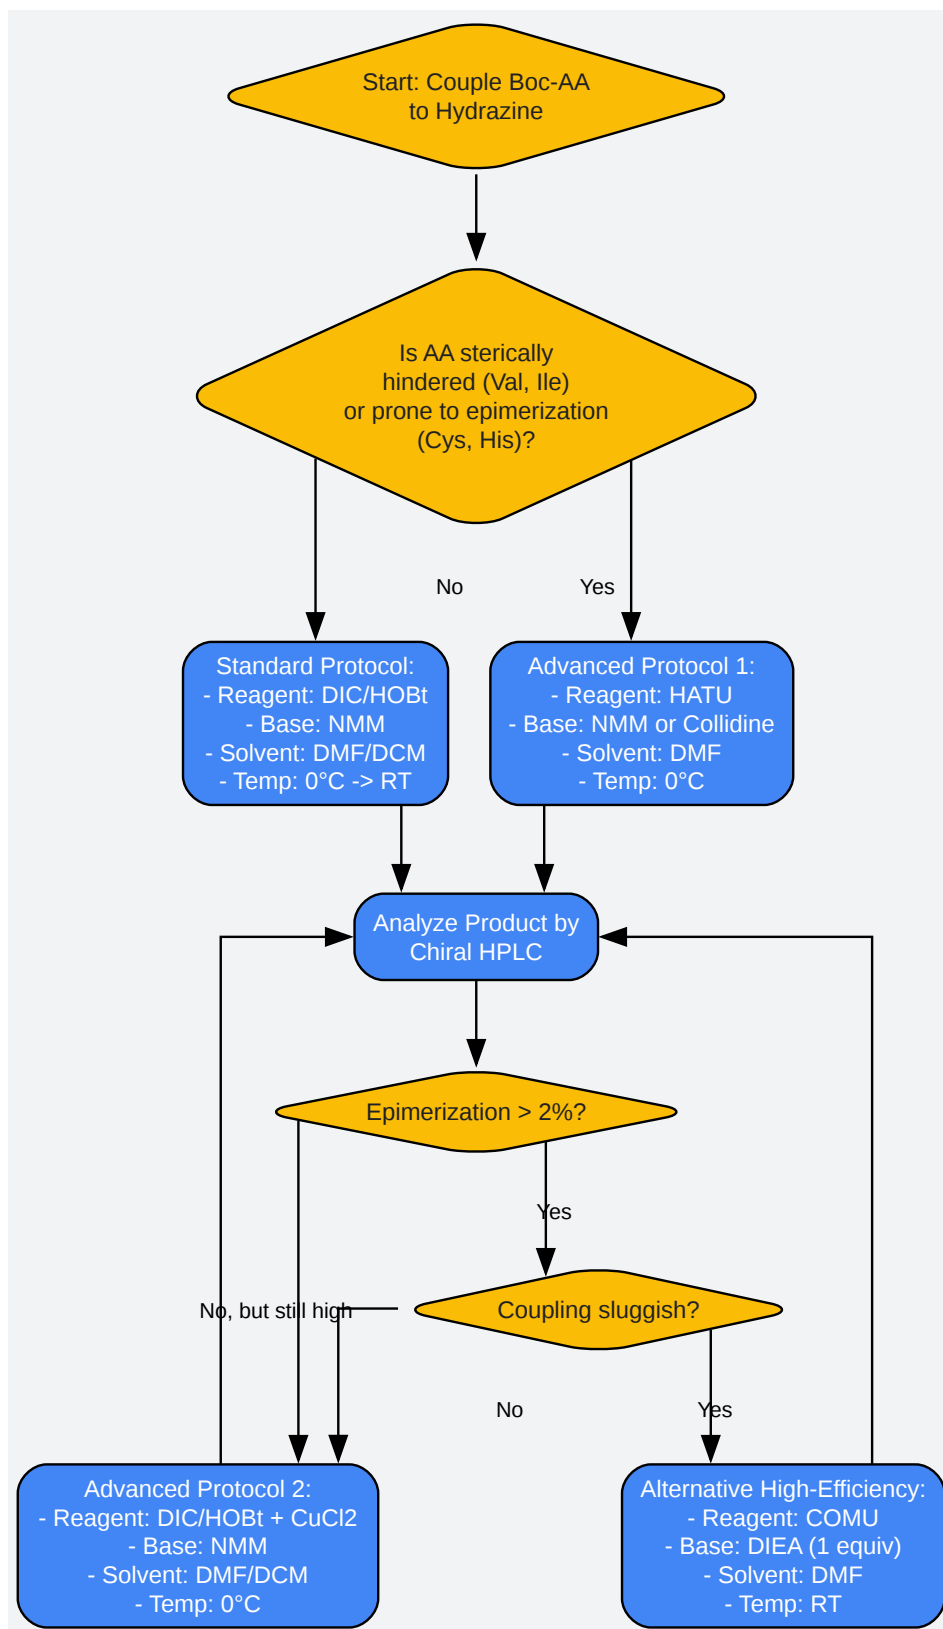 Start: Couple Boc-AA
to Hydrazine
Is AA sterically
hindered (Val, Ile)
or prone to epimerization
(Cys, His)?
No
Yes
Standard Protocol:
- Reagent: DIC/HOBt
- Base: NMM
- Solvent: DMF/DCM
- Temp: 0°C -> RT
Advanced Protocol 1:
- Reagent: HATU
- Base: NMM or Collidine
- Solvent: DMF
- Temp: 0°C
Analyze Product by
Chiral HPLC
Epimerization > 2%?
Yes
No, but still high
Coupling sluggish?
No
Yes
Advanced Protocol 2:
- Reagent: DIC/HOBt + CuCl2
- Base: NMM
- Solvent: DMF/DCM
- Temp: 0°C
Alternative High-Efficiency:
- Reagent: COMU
- Base: DIEA (1 equiv)
- Solvent: DMF
- Temp: RT